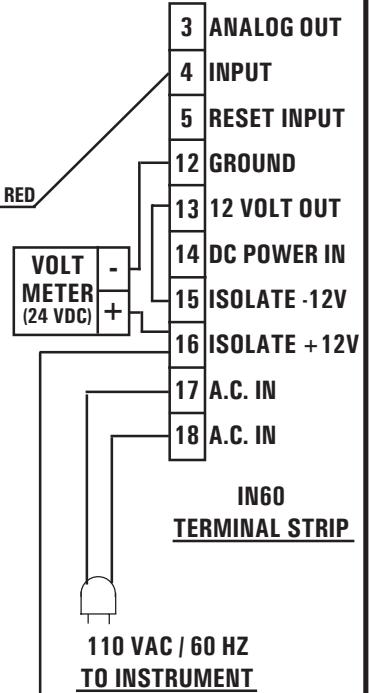 3 ANALOG OUT
4 INPUT
5 RESET INPUT
12 GROUND
RED
13 12 VOLT OUT
14 DC POWER IN
VOLT -
METER
(24 VDC) +
15 ISOLATE -12V
16 ISOLATE +12V
17 A.C. IN
18 A.C. IN
IN60
TERMINAL STRIP
110 VAC / 60 HZ
TO INSTRUMENT